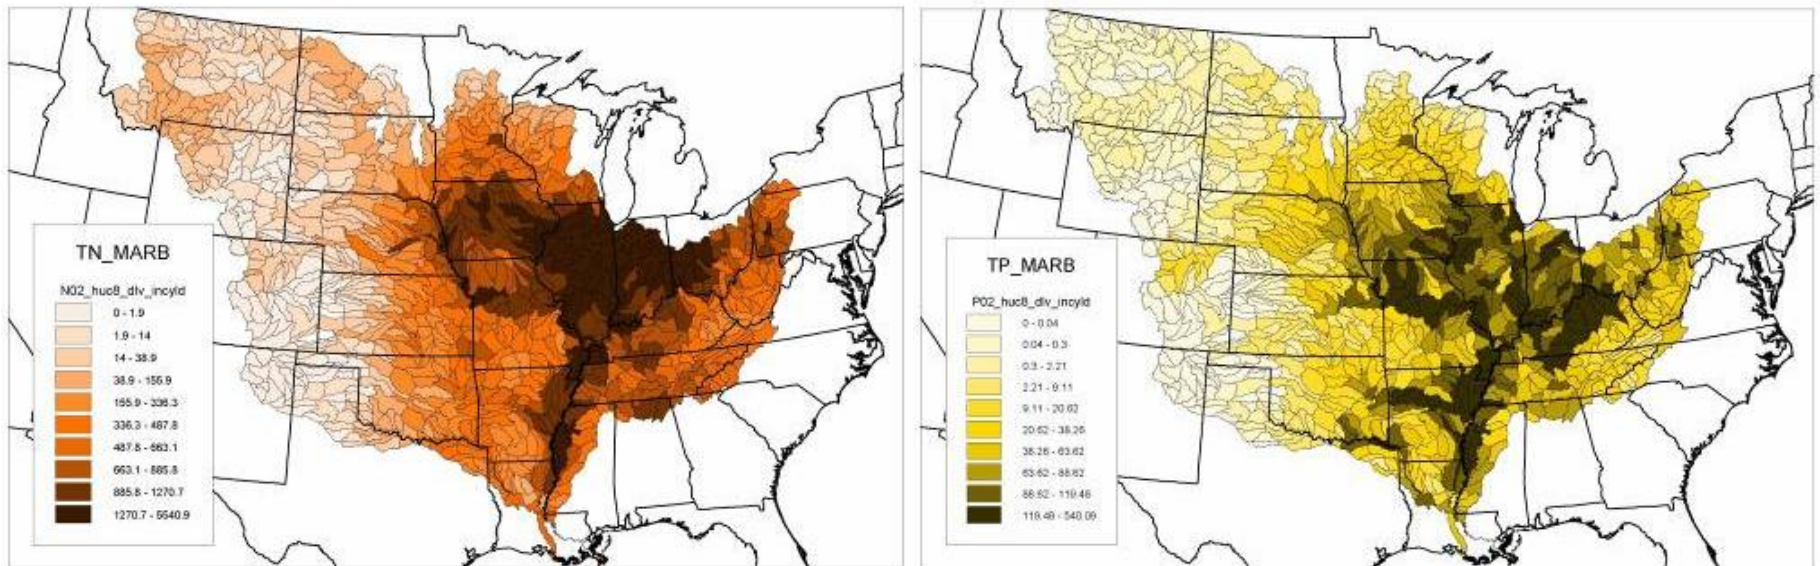 TN_MARB
N02_huc8_dlv_incyld
0 - 1.9
1.9 - 14
14 - 38.9
38.9 - 155.9
155.9 - 336.3
336.3 - 487.8
487.8 - 663.1
663.1 - 885.8
885.8 - 1270.7
1270.7 - 5540.9
TP_MARB
P02_huc8_dlv_incyld
0 - 0.04
0.04 - 0.3
0.3 - 2.21
2.21 - 9.11
9.11 - 20.62
20.62 - 38.26
38.26 - 63.62
63.62 - 88.62
88.62 - 119.48
119.48 - 540.09